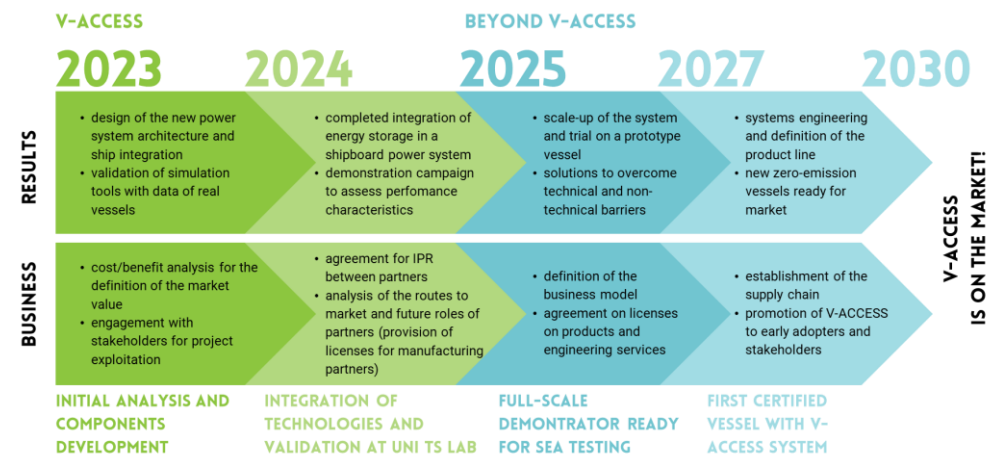 V-ACCESS
BEYOND V-ACCESS
2023
2024
2025
2027
2030
RESULTS
• design of the new power
system architecture and
ship integration
• validation of simulation
tools with data of real
vessels
• completed integration of
energy storage in a
shipboard power system
• demonstration campaign
to assess perfomance
characteristics
• scale-up of the system
and trial on a prototype
vessel
• solutions to overcome
technical and non-
technical barriers
• systems engineering
and definition of the
product line
• new zero-emission
vessels ready for
market
BUSINESS
• cost/benefit analysis for the
definition of the market
value
• engagement with
stakeholders for project
exploitation
• agreement for IPR
between partners
• analysis of the routes to
market and future roles of
partners (provision of
licenses for manufacturing
partners)
• definition of the
business model
• agreement on licenses
on products and
engineering services
• establishment of the
supply chain
• promotion of V-ACCESS
to early adopters and
stakeholders
V-ACCESS
IS ON THE MARKET!
INITIAL ANALYSIS AND
COMPONENTS
DEVELOPMENT
INTEGRATION OF
TECHNOLOGIES AND
VALIDATION AT UNI TS LAB
FULL-SCALE
DEMONTRATOR READY
FOR SEA TESTING
FIRST CERTIFIED
VESSEL WITH V-
ACCESS SYSTEM